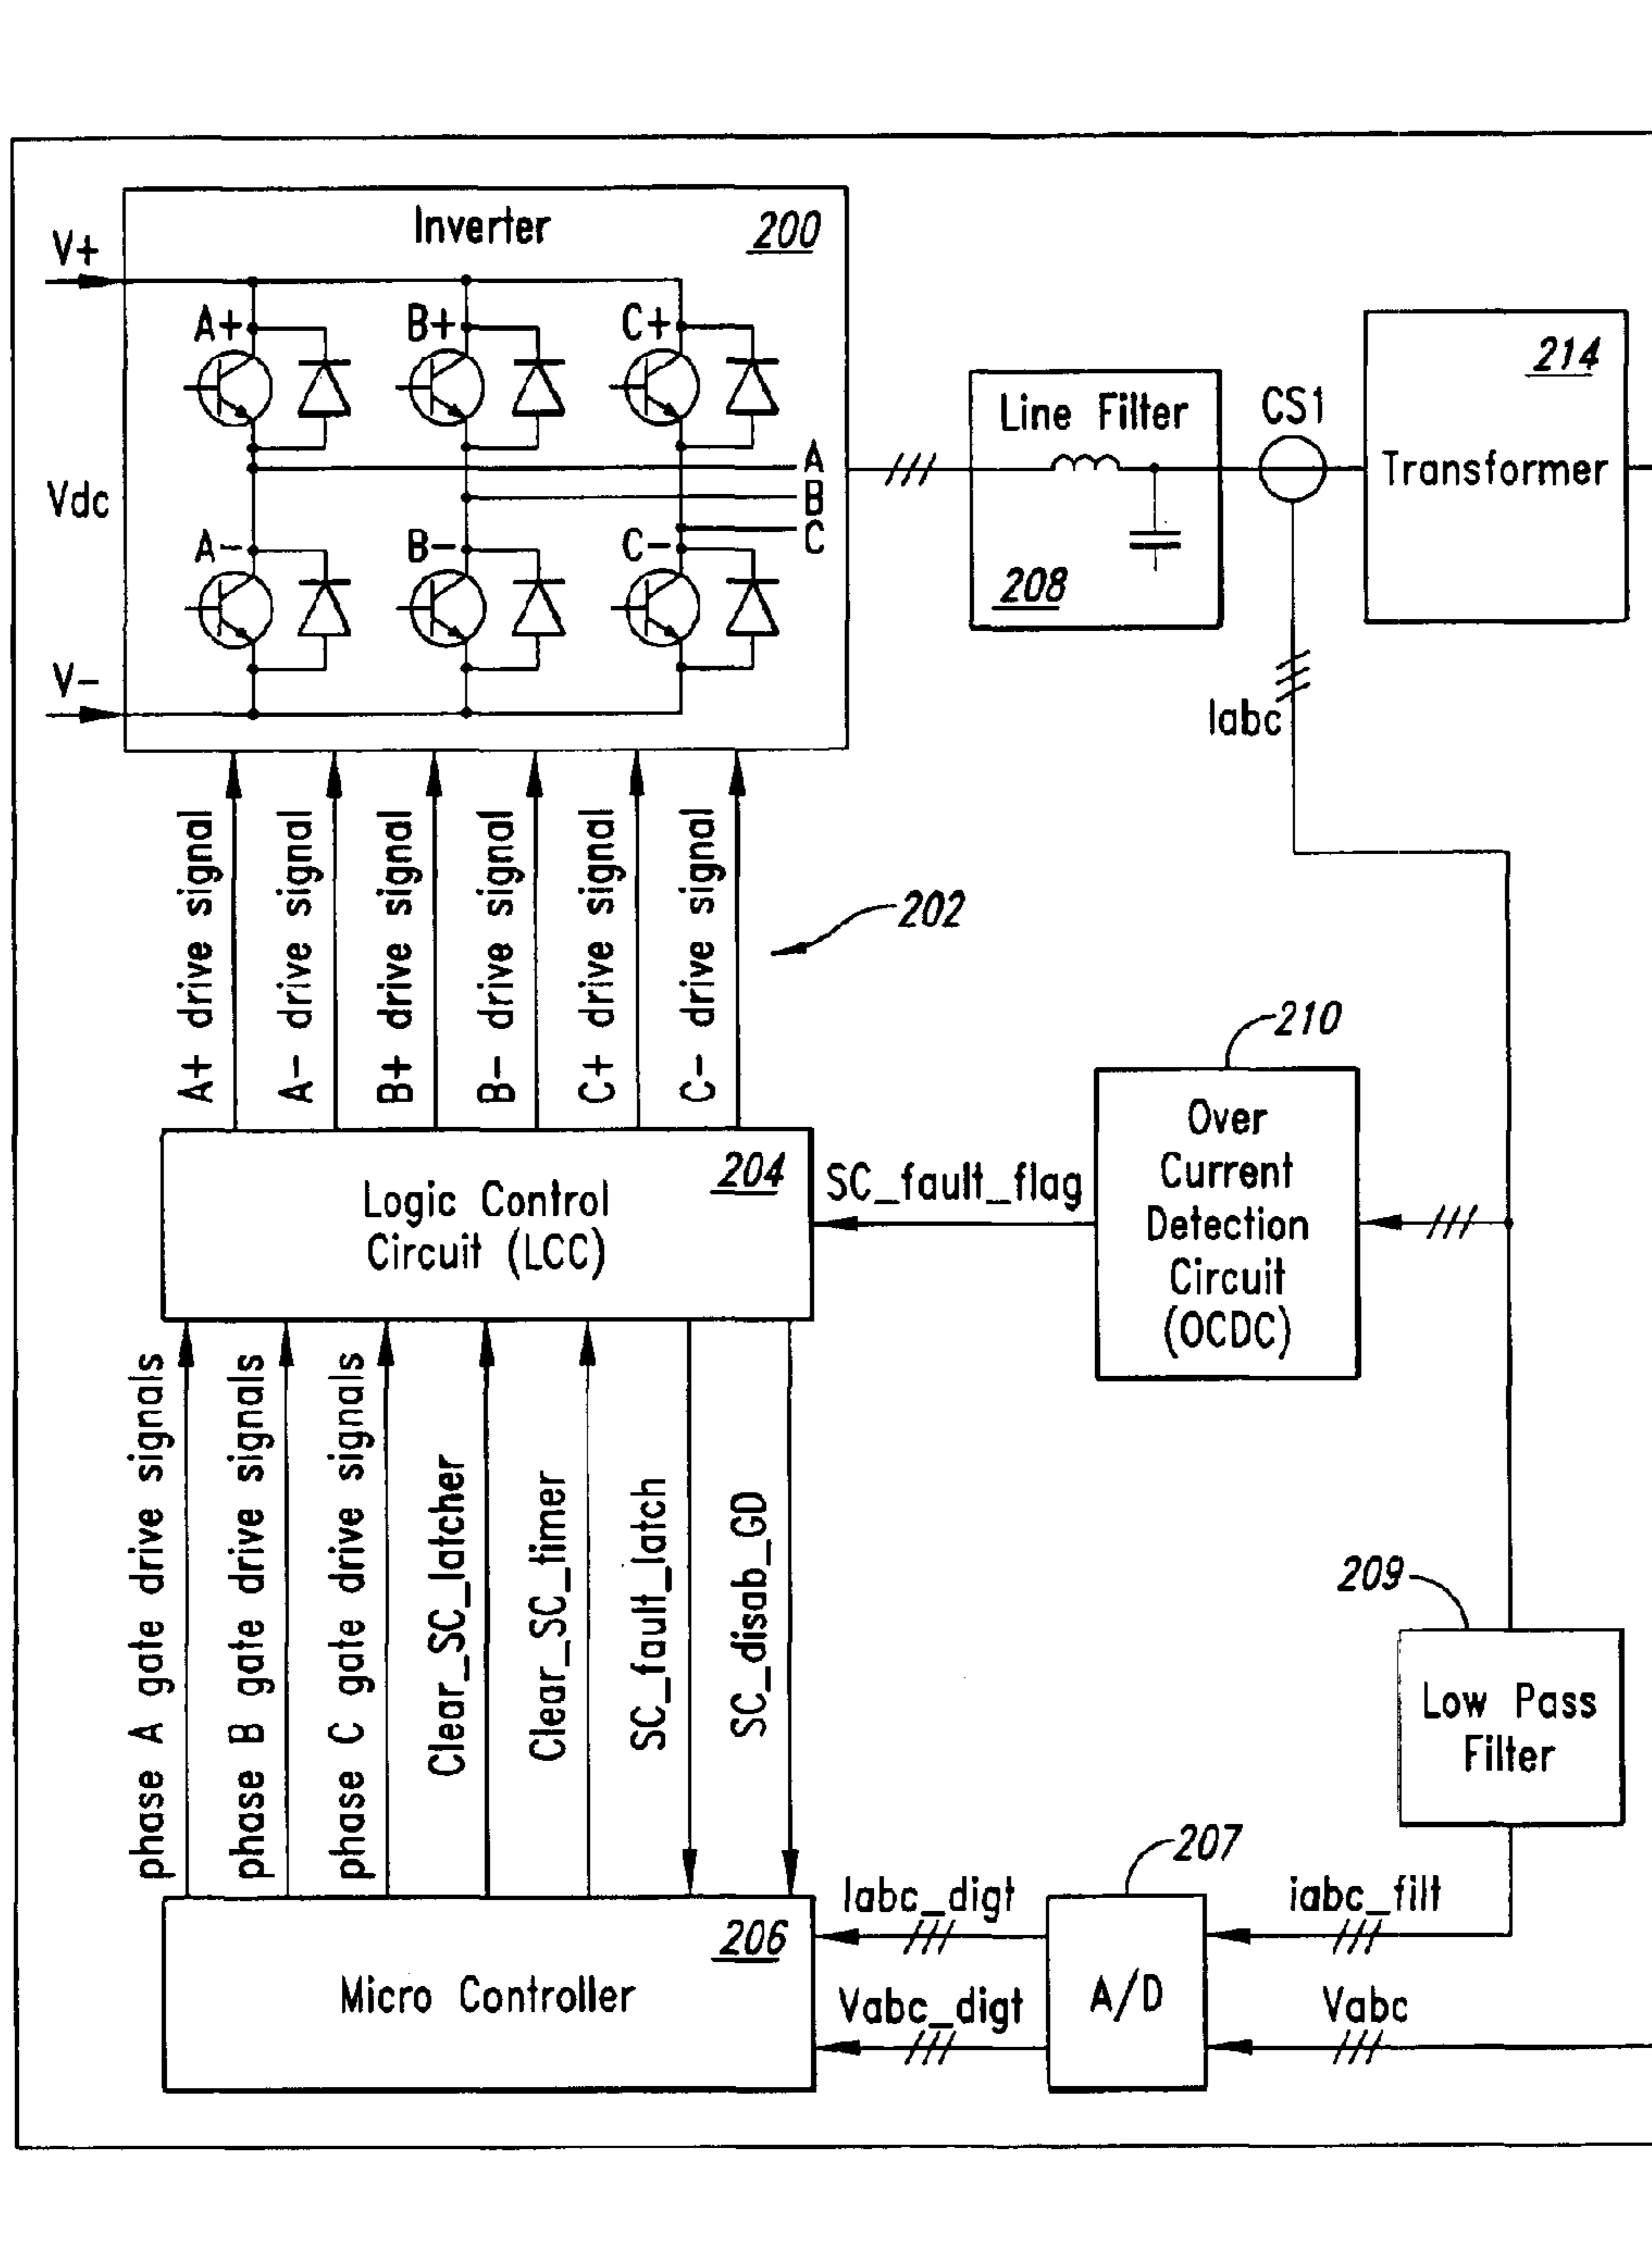 Inverter
200
V+
A+
B+
C+
214
Line Filter
CS1
A
Transformer
Vdc
B
C
A-
B-
C-
208
V-
Iabc
A+ drive signal
A- drive signal
B+ drive signal
B- drive signal
C+ drive signal
C- drive signal
202
210
Over
Current
Detection
Circuit
(OCDC)
204
Logic Control
Circuit (LCC)
SC_fault_flag
phase A gate drive signals
phase B gate drive signals
phase C gate drive signals
Clear_SC_latcher
Clear_SC_timer
SC_fault_latch
SC_disab_GD
209
Low Pass
Filter
207
Iabc_digt
iabc_filt
206
Micro Controller
A/D
Vabc_digt
Vabc